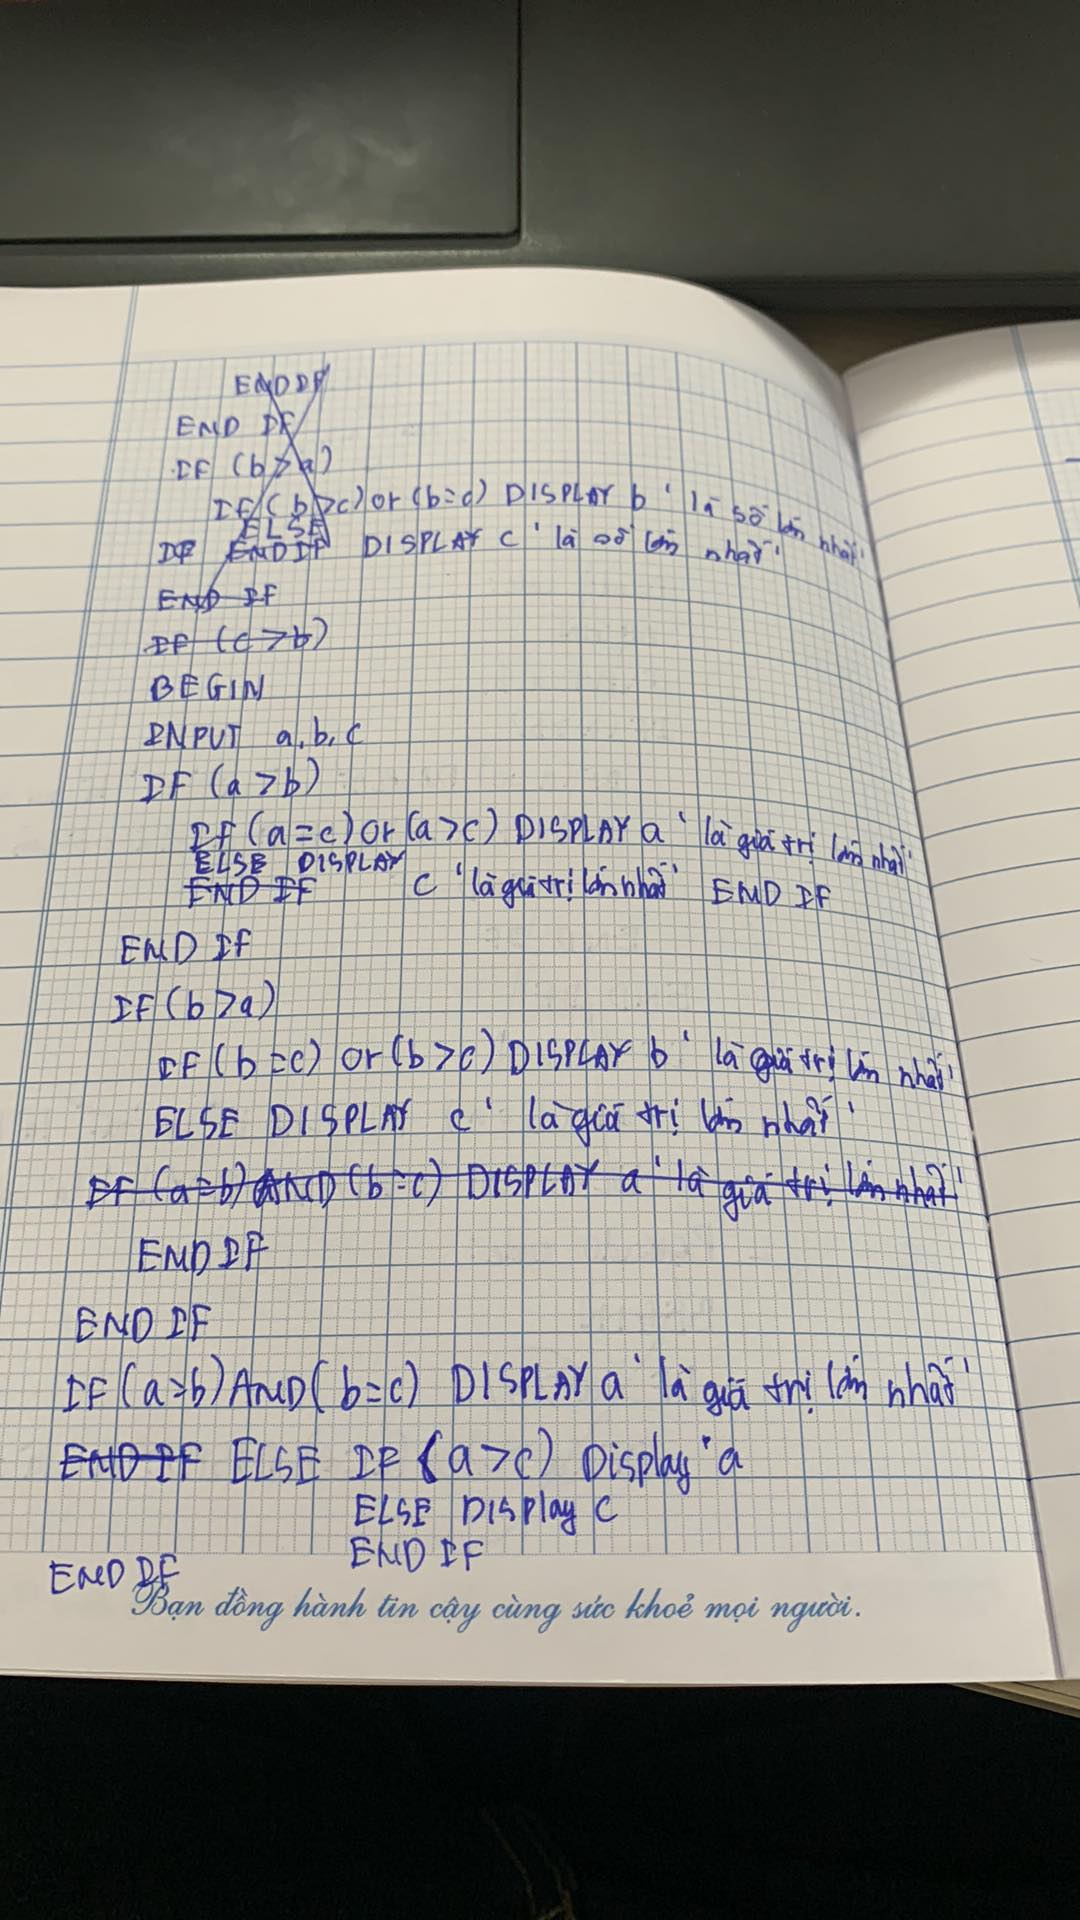 END IF
END IF
IF (b > a)
IF (b > c) or (b = c) DISPLAY b ' là số lớn nhất'
ELSE
IF END IF DISPLAY c ' là số lớn nhất'
END IF
IF (c > b)
BEGIN
INPUT a, b, c
IF (a > b)
IF (a = c) or (a > c) DISPLAY a ' là giá trị lớn nhất'
ELSE DISPLAY
END IF c 'là giá trị lớn nhất' END IF
END IF
IF (b > a)
IF (b = c) or (b > c) DISPLAY b ' là giá trị lớn nhất'
ELSE DISPLAY c ' là giá trị lớn nhất'
IF (a = b) AND (b = c) DISPLAY a ' là giá trị lớn nhất'
END IF
END IF
IF (a = b) AND (b = c) DISPLAY a ' là giá trị lớn nhất'
END IF ELSE IF (a > c) Display a
ELSE DISPlay c
END IF
END IF
Bạn đồng hành tin cậy cùng sức khoẻ mọi người.